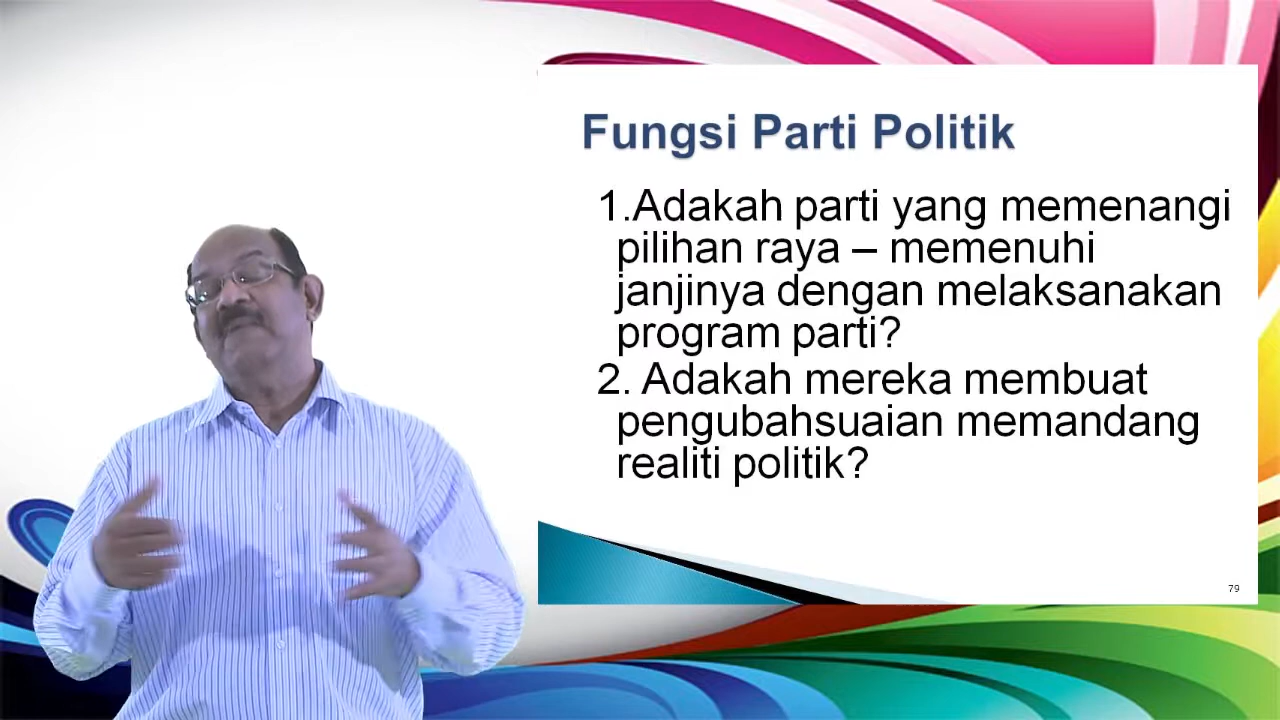 Fungsi Parti Politik
1.Adakah parti yang memenangi
pilihan raya – memenuhi
janjinya dengan melaksanakan
program parti?
2. Adakah mereka membuat
pengubahsuaian memandang
realiti politik?
79